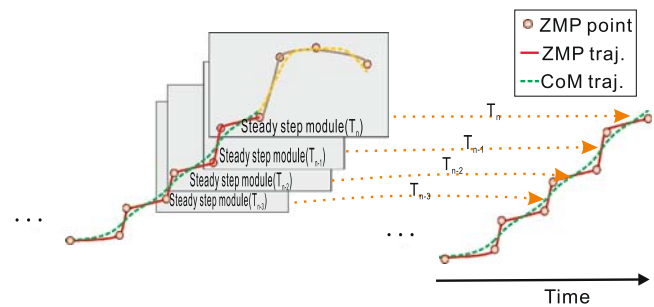 ZMP point
ZMP traj.
CoM traj.
Steady step module(Tn)
Tn
Steady step module(Tn-1)
Tn-1
Steady step module(Tn-2)
Tn-2
Steady step module(Tn-3)
Tn-3
...
...
Time